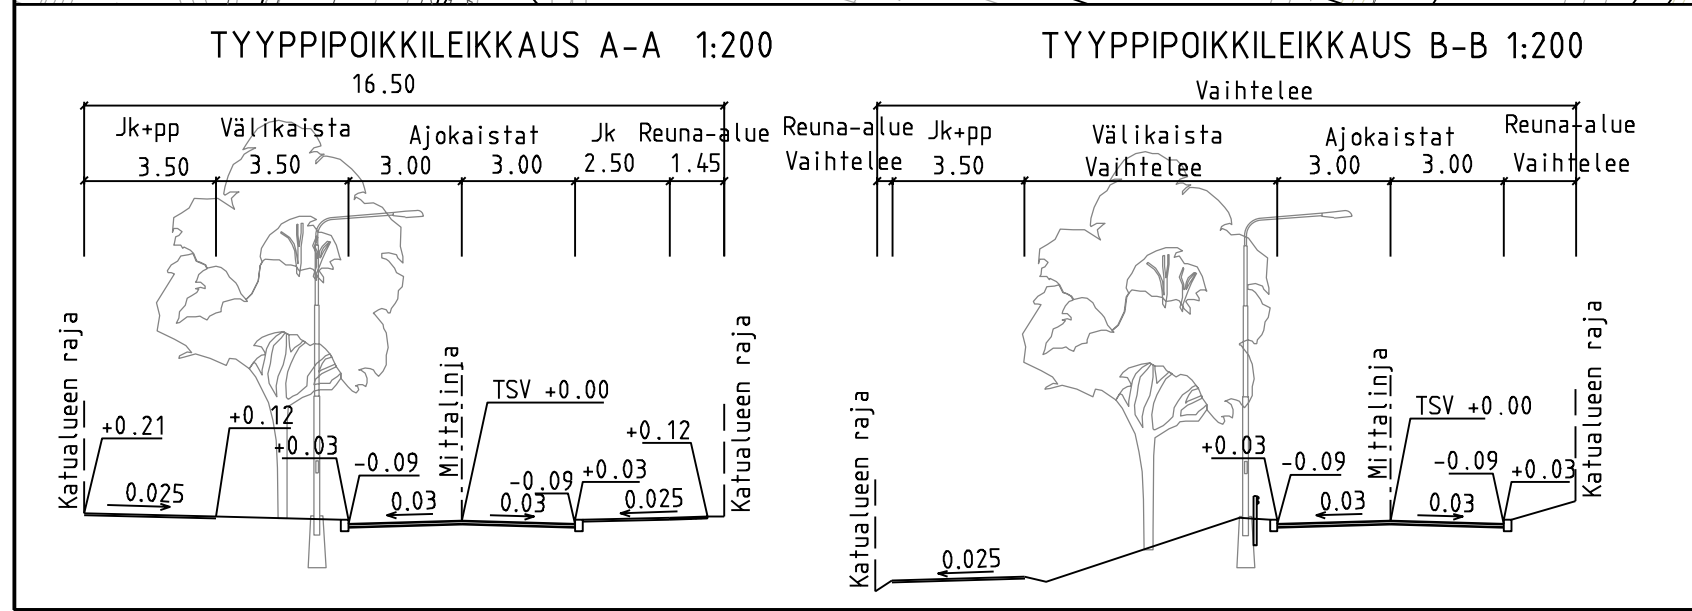 TYYPPIPOIKKILEIKKAUS A-A 1:200
16.50
Jk+pp Välikaista Ajokaistat Jk Reuna-alue
3.50 3.50 3.00 3.00 2.50 1.45
Katualueen raja
+0.21
+0.12
+0.03
-0.09
Mittalinja
TSV +0.00
-0.09
+0.03
+0.12
Katualueen raja
0.025 0.03 0.03 0.025
TYYPPIPOIKKILEIKKAUS B-B 1:200
Vaihtelee
Reuna-alue Jk+pp Välikaista Ajokaistat Reuna-alue
Vaihtelee 3.50 Vaihtelee 3.00 3.00 Vaihtelee
Katualueen raja
+0.03
-0.09
Mittalinja
TSV +0.00
-0.09
+0.03
Katualueen raja
0.03 0.03
0.025